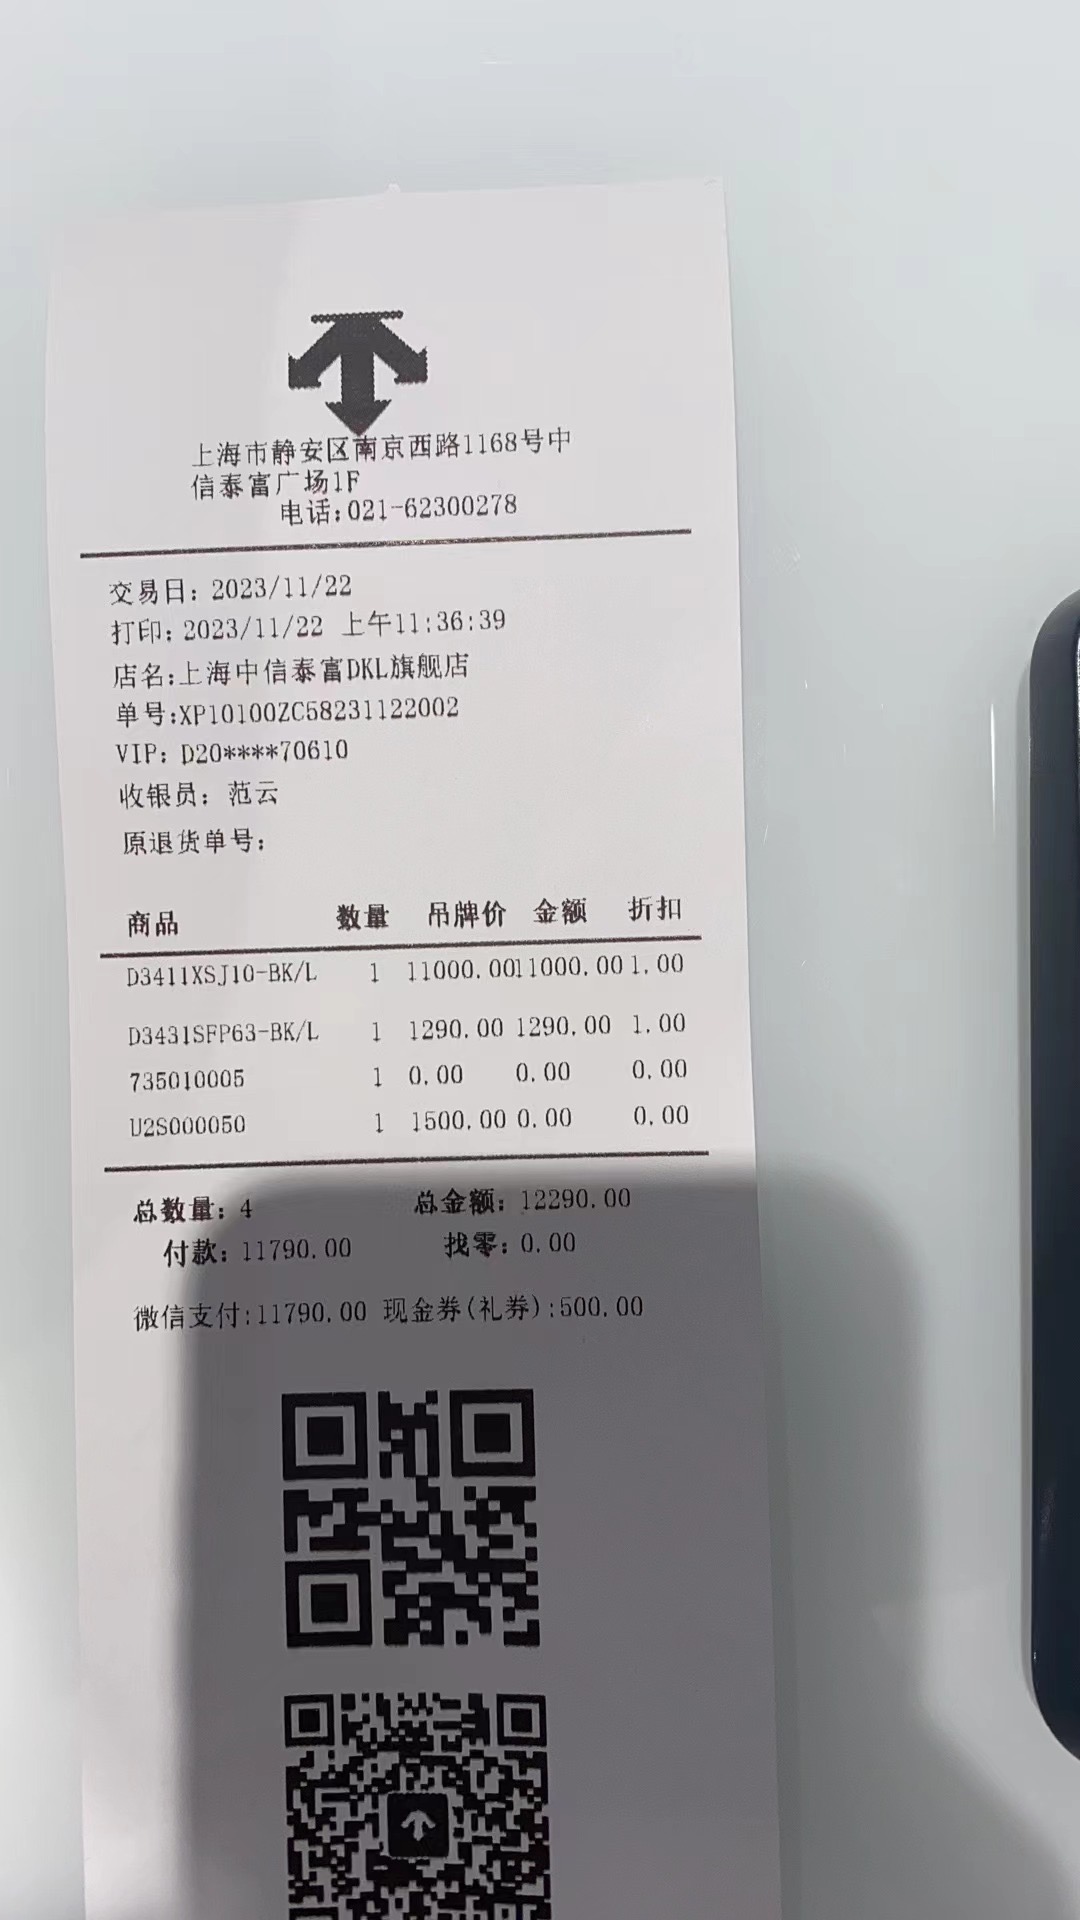 上海市静安区南京西路1168号中
信泰富广场1F
电话:021-62300278
交易日: 2023/11/22
打印: 2023/11/22 上午11:36:39
店名:上海中信泰富DKL旗舰店
单号:XP10100ZC58231122002
VIP: D20****70610
收银员: 范云
原退货单号:
商品 数量 吊牌价 金额 折扣
D3411XSJ10-BK/L 1 11000.00 11000.00 1.00
D3431SFP63-BK/L 1 1290.00 1290.00 1.00
735010005 1 0.00 0.00 0.00
U2S000050 1 1500.00 0.00 0.00
总数量: 4 总金额: 12290.00
付款: 11790.00 找零: 0.00
微信支付:11790.00 现金券(礼券):500.00